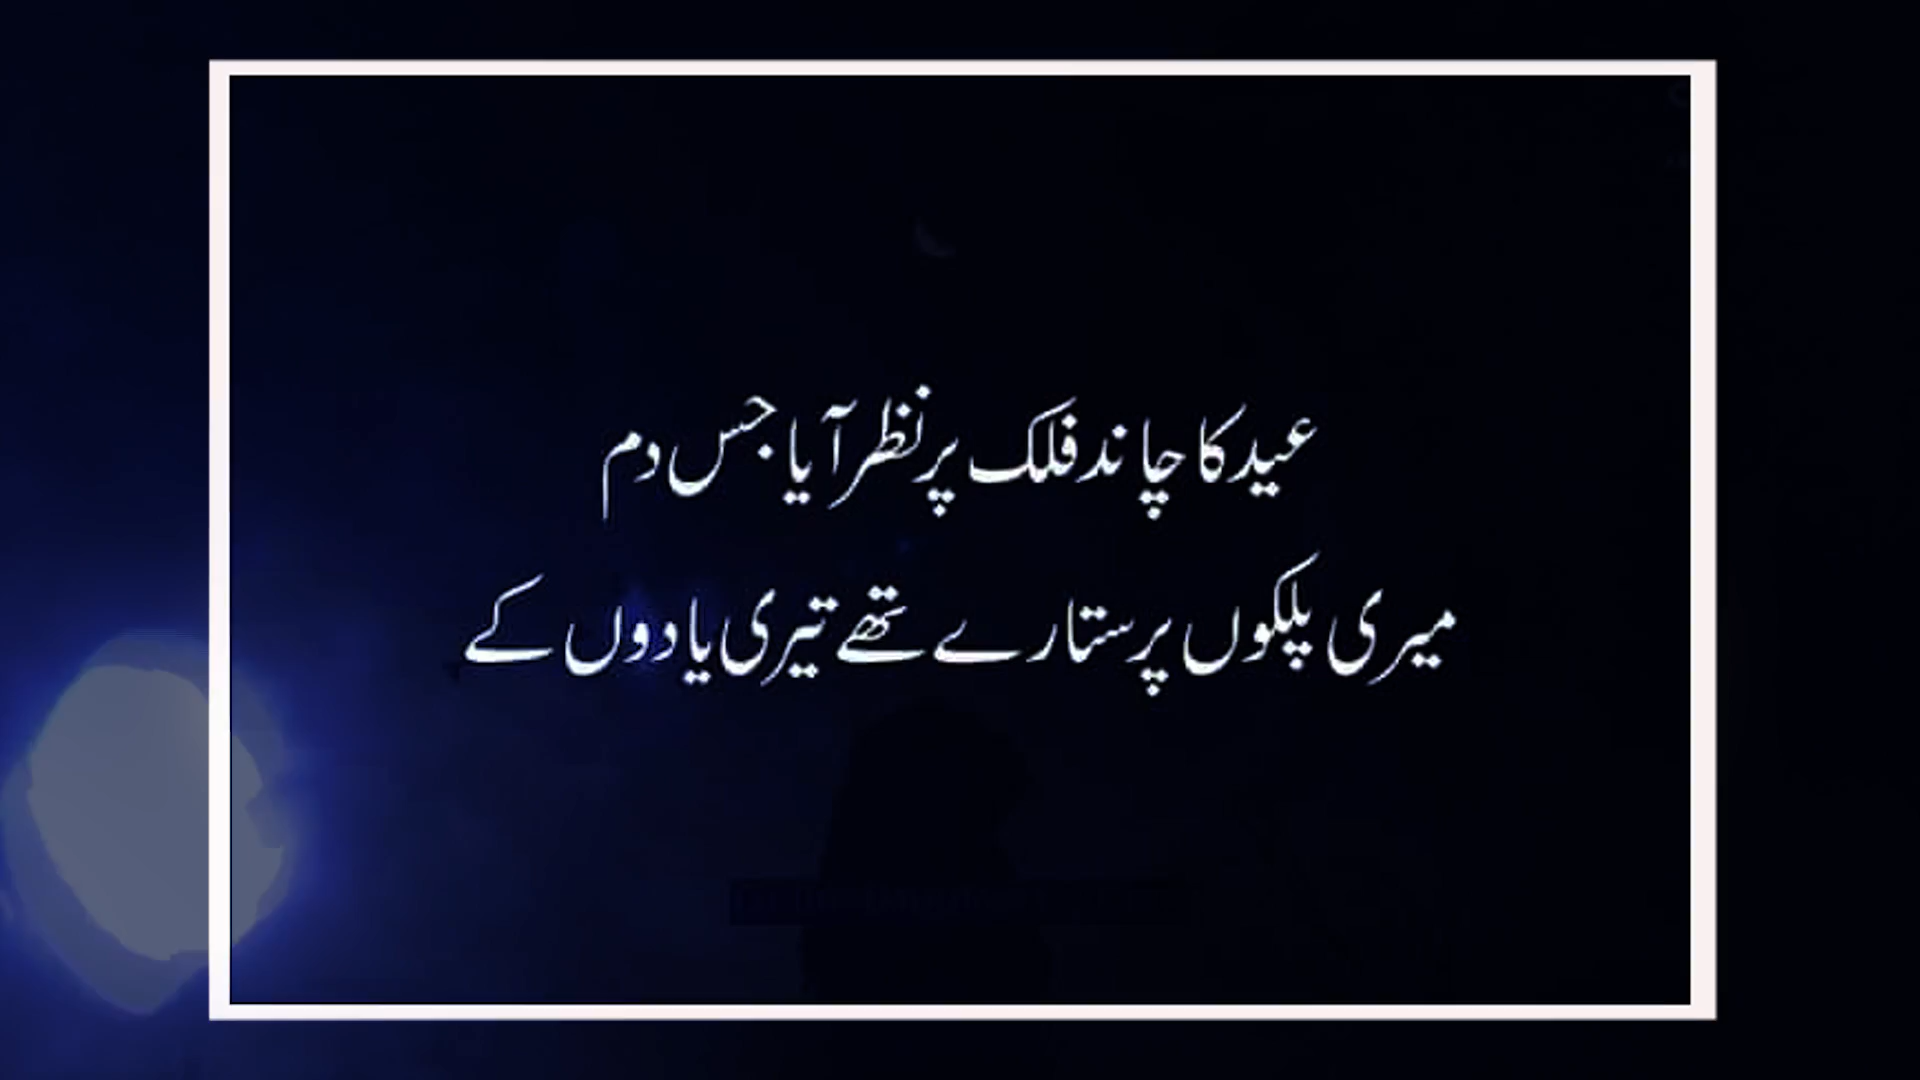 عید کا چاند فلک پر نظر آیا جس دم
میری پلکوں پر ستارے تھے تیری یادوں کے